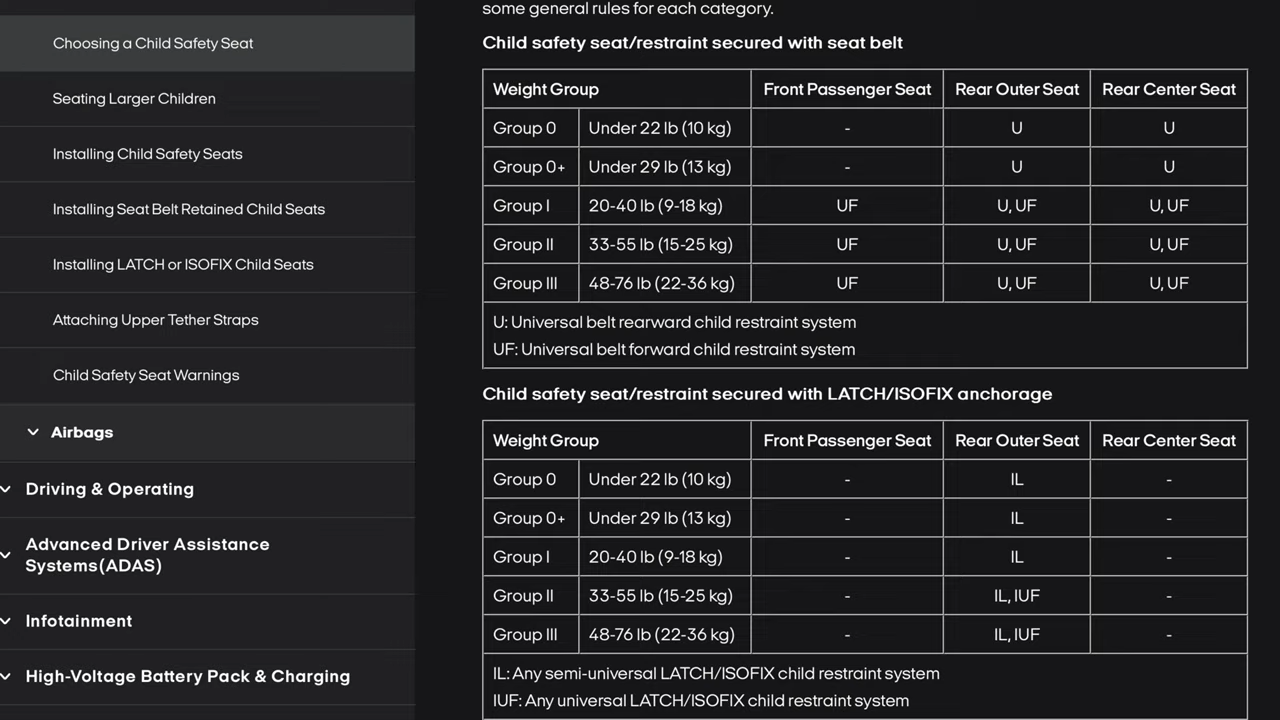 some general rules for each category.
Choosing a Child Safety Seat
Seating Larger Children
Installing Child Safety Seats
Installing Seat Belt Retained Child Seats
Installing LATCH or ISOFIX Child Seats
Attaching Upper Tether Straps
Child Safety Seat Warnings
Airbags
Driving & Operating
Advanced Driver Assistance
Systems(ADAS)
Infotainment
High-Voltage Battery Pack & Charging
Child safety seat/restraint secured with seat belt
Weight Group Front Passenger Seat Rear Outer Seat Rear Center Seat
Group 0 Under 22 lb (10 kg) - U U
Group 0+ Under 29 lb (13 kg) - U U
Group I 20-40 lb (9-18 kg) UF U, UF U, UF
Group II 33-55 lb (15-25 kg) UF U, UF U, UF
Group III 48-76 lb (22-36 kg) UF U, UF U, UF
U: Universal belt rearward child restraint system
UF: Universal belt forward child restraint system
Child safety seat/restraint secured with LATCH/ISOFIX anchorage
Weight Group Front Passenger Seat Rear Outer Seat Rear Center Seat
Group 0 Under 22 lb (10 kg) - IL -
Group 0+ Under 29 lb (13 kg) - IL -
Group I 20-40 lb (9-18 kg) - IL -
Group II 33-55 lb (15-25 kg) - IL, IUF -
Group III 48-76 lb (22-36 kg) - IL, IUF -
IL: Any semi-universal LATCH/ISOFIX child restraint system
IUF: Any universal LATCH/ISOFIX child restraint system